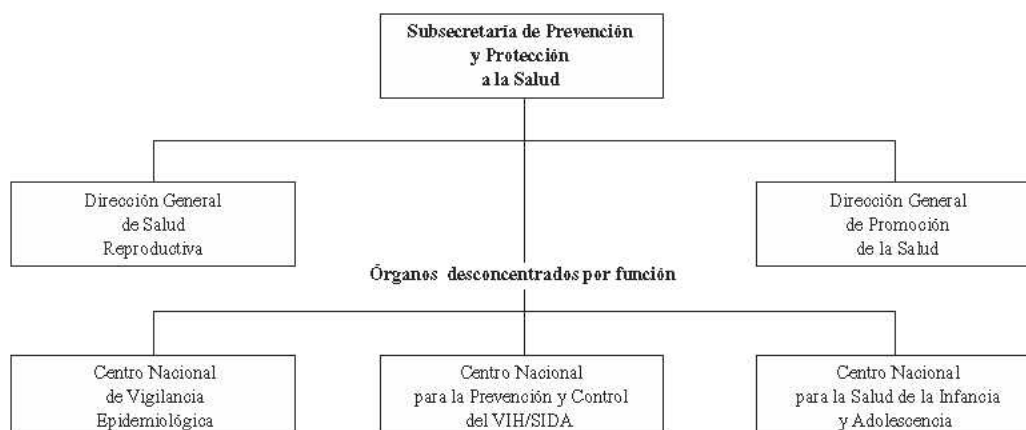 Subsecretaría de Prevención
y Protección
a la Salud
Dirección General
de Salud
Reproductiva
Dirección General
de Promoción
de la Salud
Órganos desconcentrados por función
Centro Nacional
de Vigilancia
Epidemiológica
Centro Nacional
para la Prevención y Control
del VIH/SIDA
Centro Nacional
para la Salud de la Infancia
y Adolescencia